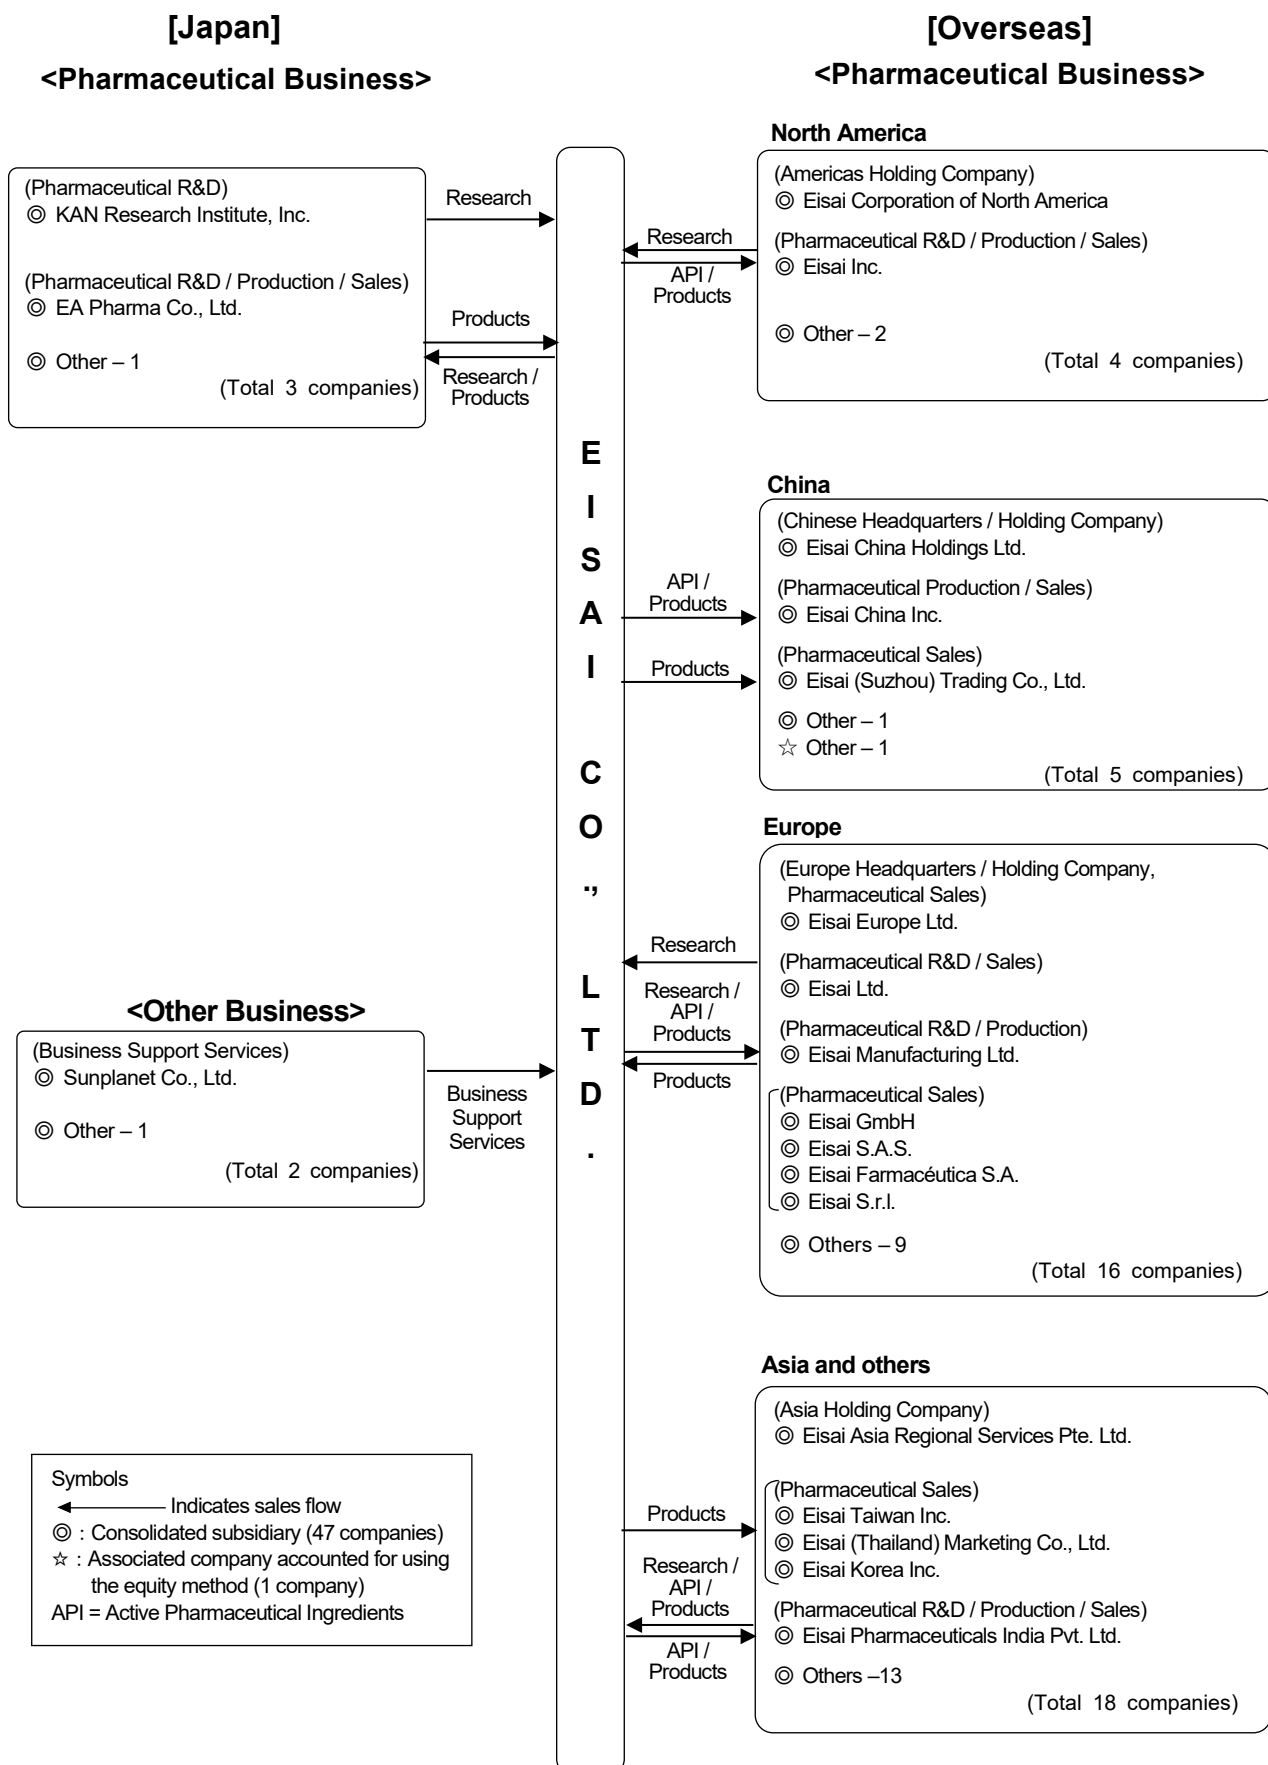 [Japan]
<Pharmaceutical Business>
(Pharmaceutical R&D)
◎ KAN Research Institute, Inc.
(Pharmaceutical R&D / Production / Sales)
◎ EA Pharma Co., Ltd.
◎ Other – 1
(Total 3 companies)
Research
Products
Research /
Products
<Other Business>
(Business Support Services)
◎ Sunplanet Co., Ltd.
◎ Other – 1
(Total 2 companies)
Business
Support
Services
Symbols
Indicates sales flow
◎ : Consolidated subsidiary (47 companies)
☆ : Associated company accounted for using
the equity method (1 company)
API = Active Pharmaceutical Ingredients
E
I
S
A
I
C
O
.,
L
T
D
.
[Overseas]
<Pharmaceutical Business>
North America
Research
API /
Products
(Americas Holding Company)
◎ Eisai Corporation of North America
(Pharmaceutical R&D / Production / Sales)
◎ Eisai Inc.
◎ Other – 2
(Total 4 companies)
China
API /
Products
Products
(Chinese Headquarters / Holding Company)
◎ Eisai China Holdings Ltd.
(Pharmaceutical Production / Sales)
◎ Eisai China Inc.
(Pharmaceutical Sales)
◎ Eisai (Suzhou) Trading Co., Ltd.
◎ Other – 1
☆ Other – 1
(Total 5 companies)
Europe
Research
Research /
API /
Products
Products
(Europe Headquarters / Holding Company,
Pharmaceutical Sales)
◎ Eisai Europe Ltd.
(Pharmaceutical R&D / Sales)
◎ Eisai Ltd.
(Pharmaceutical R&D / Production)
◎ Eisai Manufacturing Ltd.
(Pharmaceutical Sales)
◎ Eisai GmbH
◎ Eisai S.A.S.
◎ Eisai Farmacéutica S.A.
◎ Eisai S.r.l.
◎ Others – 9
(Total 16 companies)
Asia and others
Products
Research /
API /
Products
API /
Products
(Asia Holding Company)
◎ Eisai Asia Regional Services Pte. Ltd.
(Pharmaceutical Sales)
◎ Eisai Taiwan Inc.
◎ Eisai (Thailand) Marketing Co., Ltd.
◎ Eisai Korea Inc.
(Pharmaceutical R&D / Production / Sales)
◎ Eisai Pharmaceuticals India Pvt. Ltd.
◎ Others –13
(Total 18 companies)